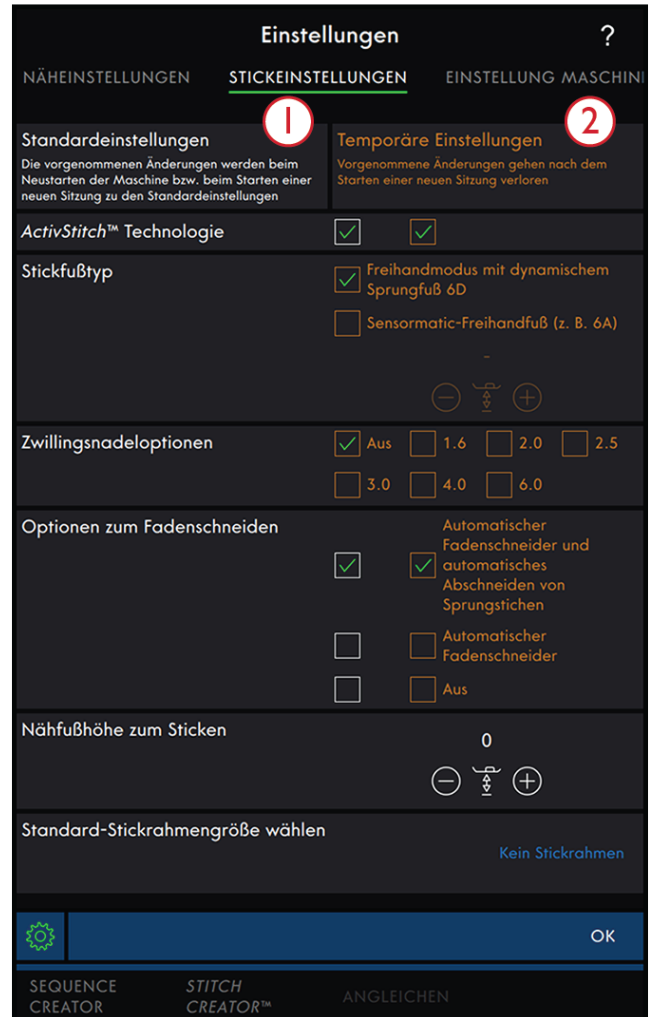 Einstellungen
?
NÄHEINSTELLUNGEN STICKEINSTELLUNGEN EINSTELLUNG MASCHIN
1
2
Standardeinstellungen
Die vorgenommenen Änderungen werden beim
Neustarten der Maschine bzw. beim Starten einer
neuen Sitzung zu den Standardeinstellungen
Temporäre Einstellungen
Vorgenommene Änderungen gehen nach dem
Starten einer neuen Sitzung verloren
ActivStitch™ Technologie
Stickfußtyp
Freihandmodus mit dynamischem
Sprungfuß 6D
Sensormatic-Freihandfuß (z. B. 6A)
-
Zwillingsnadeloptionen
Aus 1.6 2.0 2.5
3.0 4.0 6.0
Optionen zum Fadenschneiden
Automatischer
Fadenschneider und
automatisches
Abschneiden von
Sprungstichen
Automatischer
Fadenschneider
Aus
Nähfußhöhe zum Sticken
0
Standard-Stickrahmengröße wählen
Kein Stickrahmen
OK
SEQUENCE
CREATOR
STITCH
CREATOR™
ANGLEICHEN